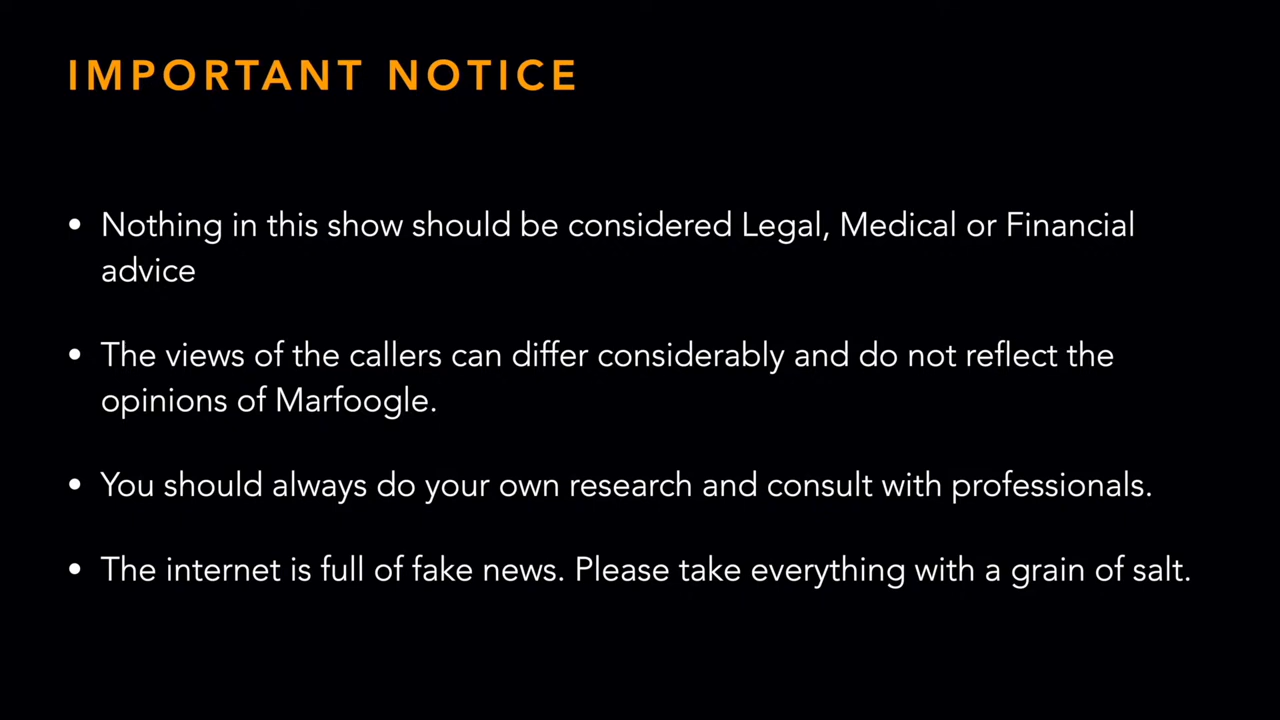 IMPORTANT NOTICE
• Nothing in this show should be considered Legal, Medical or Financial
advice
• The views of the callers can differ considerably and do not reflect the
opinions of Marfoogle.
• You should always do your own research and consult with professionals.
• The internet is full of fake news. Please take everything with a grain of salt.